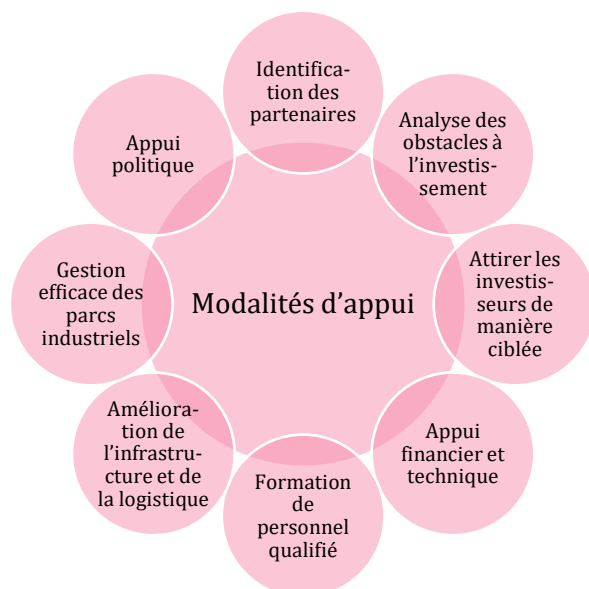 Identifica-
tion des
partenaires
Analyse des
obstacles à
l’investis-
sement
Attirer les
investis-
seurs de
manière
ciblée
Appui
financier et
technique
Formation
de
personnel
qualifié
Améliora-
tion de
l’infrastru-
cture et de
la logistique
Gestion
efficace des
parcs
industriels
Appui
politique
Modalités d’appui